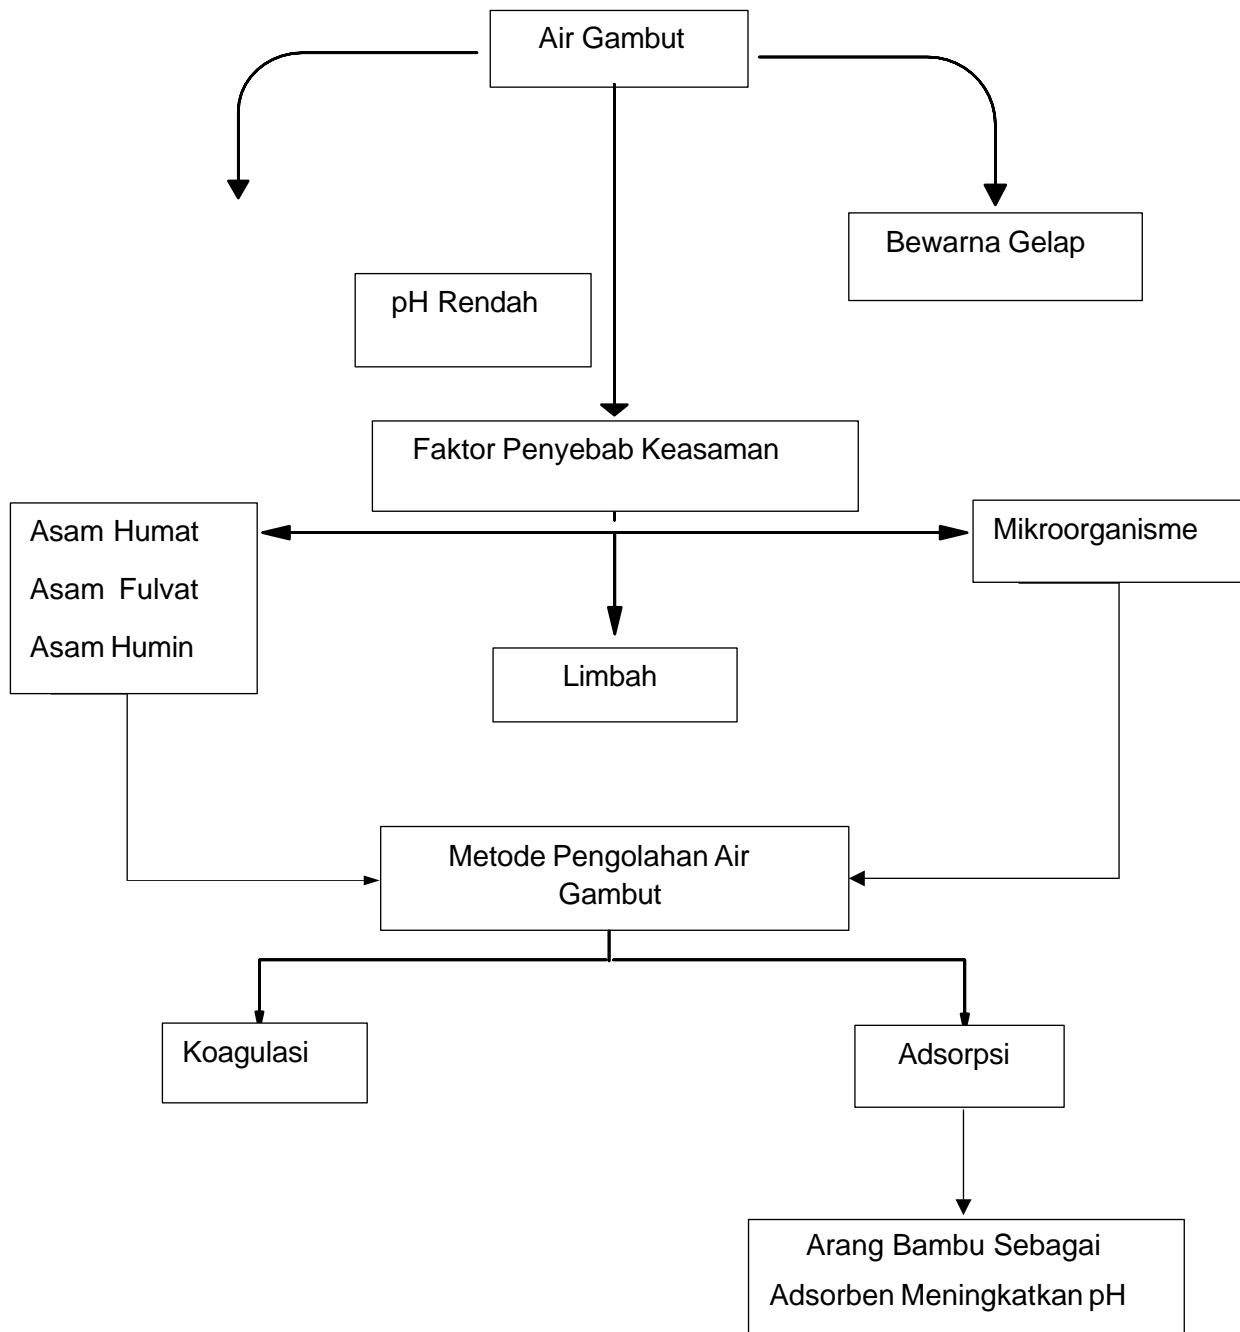 Air Gambut
Bewarna Gelap
pH Rendah
Faktor Penyebab Keasaman
Asam Humat
Asam Fulvat
Asam Humin
Mikroorganisme
Limbah
Metode Pengolahan Air
Gambut
Koagulasi
Adsorpsi
Arang Bambu Sebagai
Adsorben Meningkatkan pH